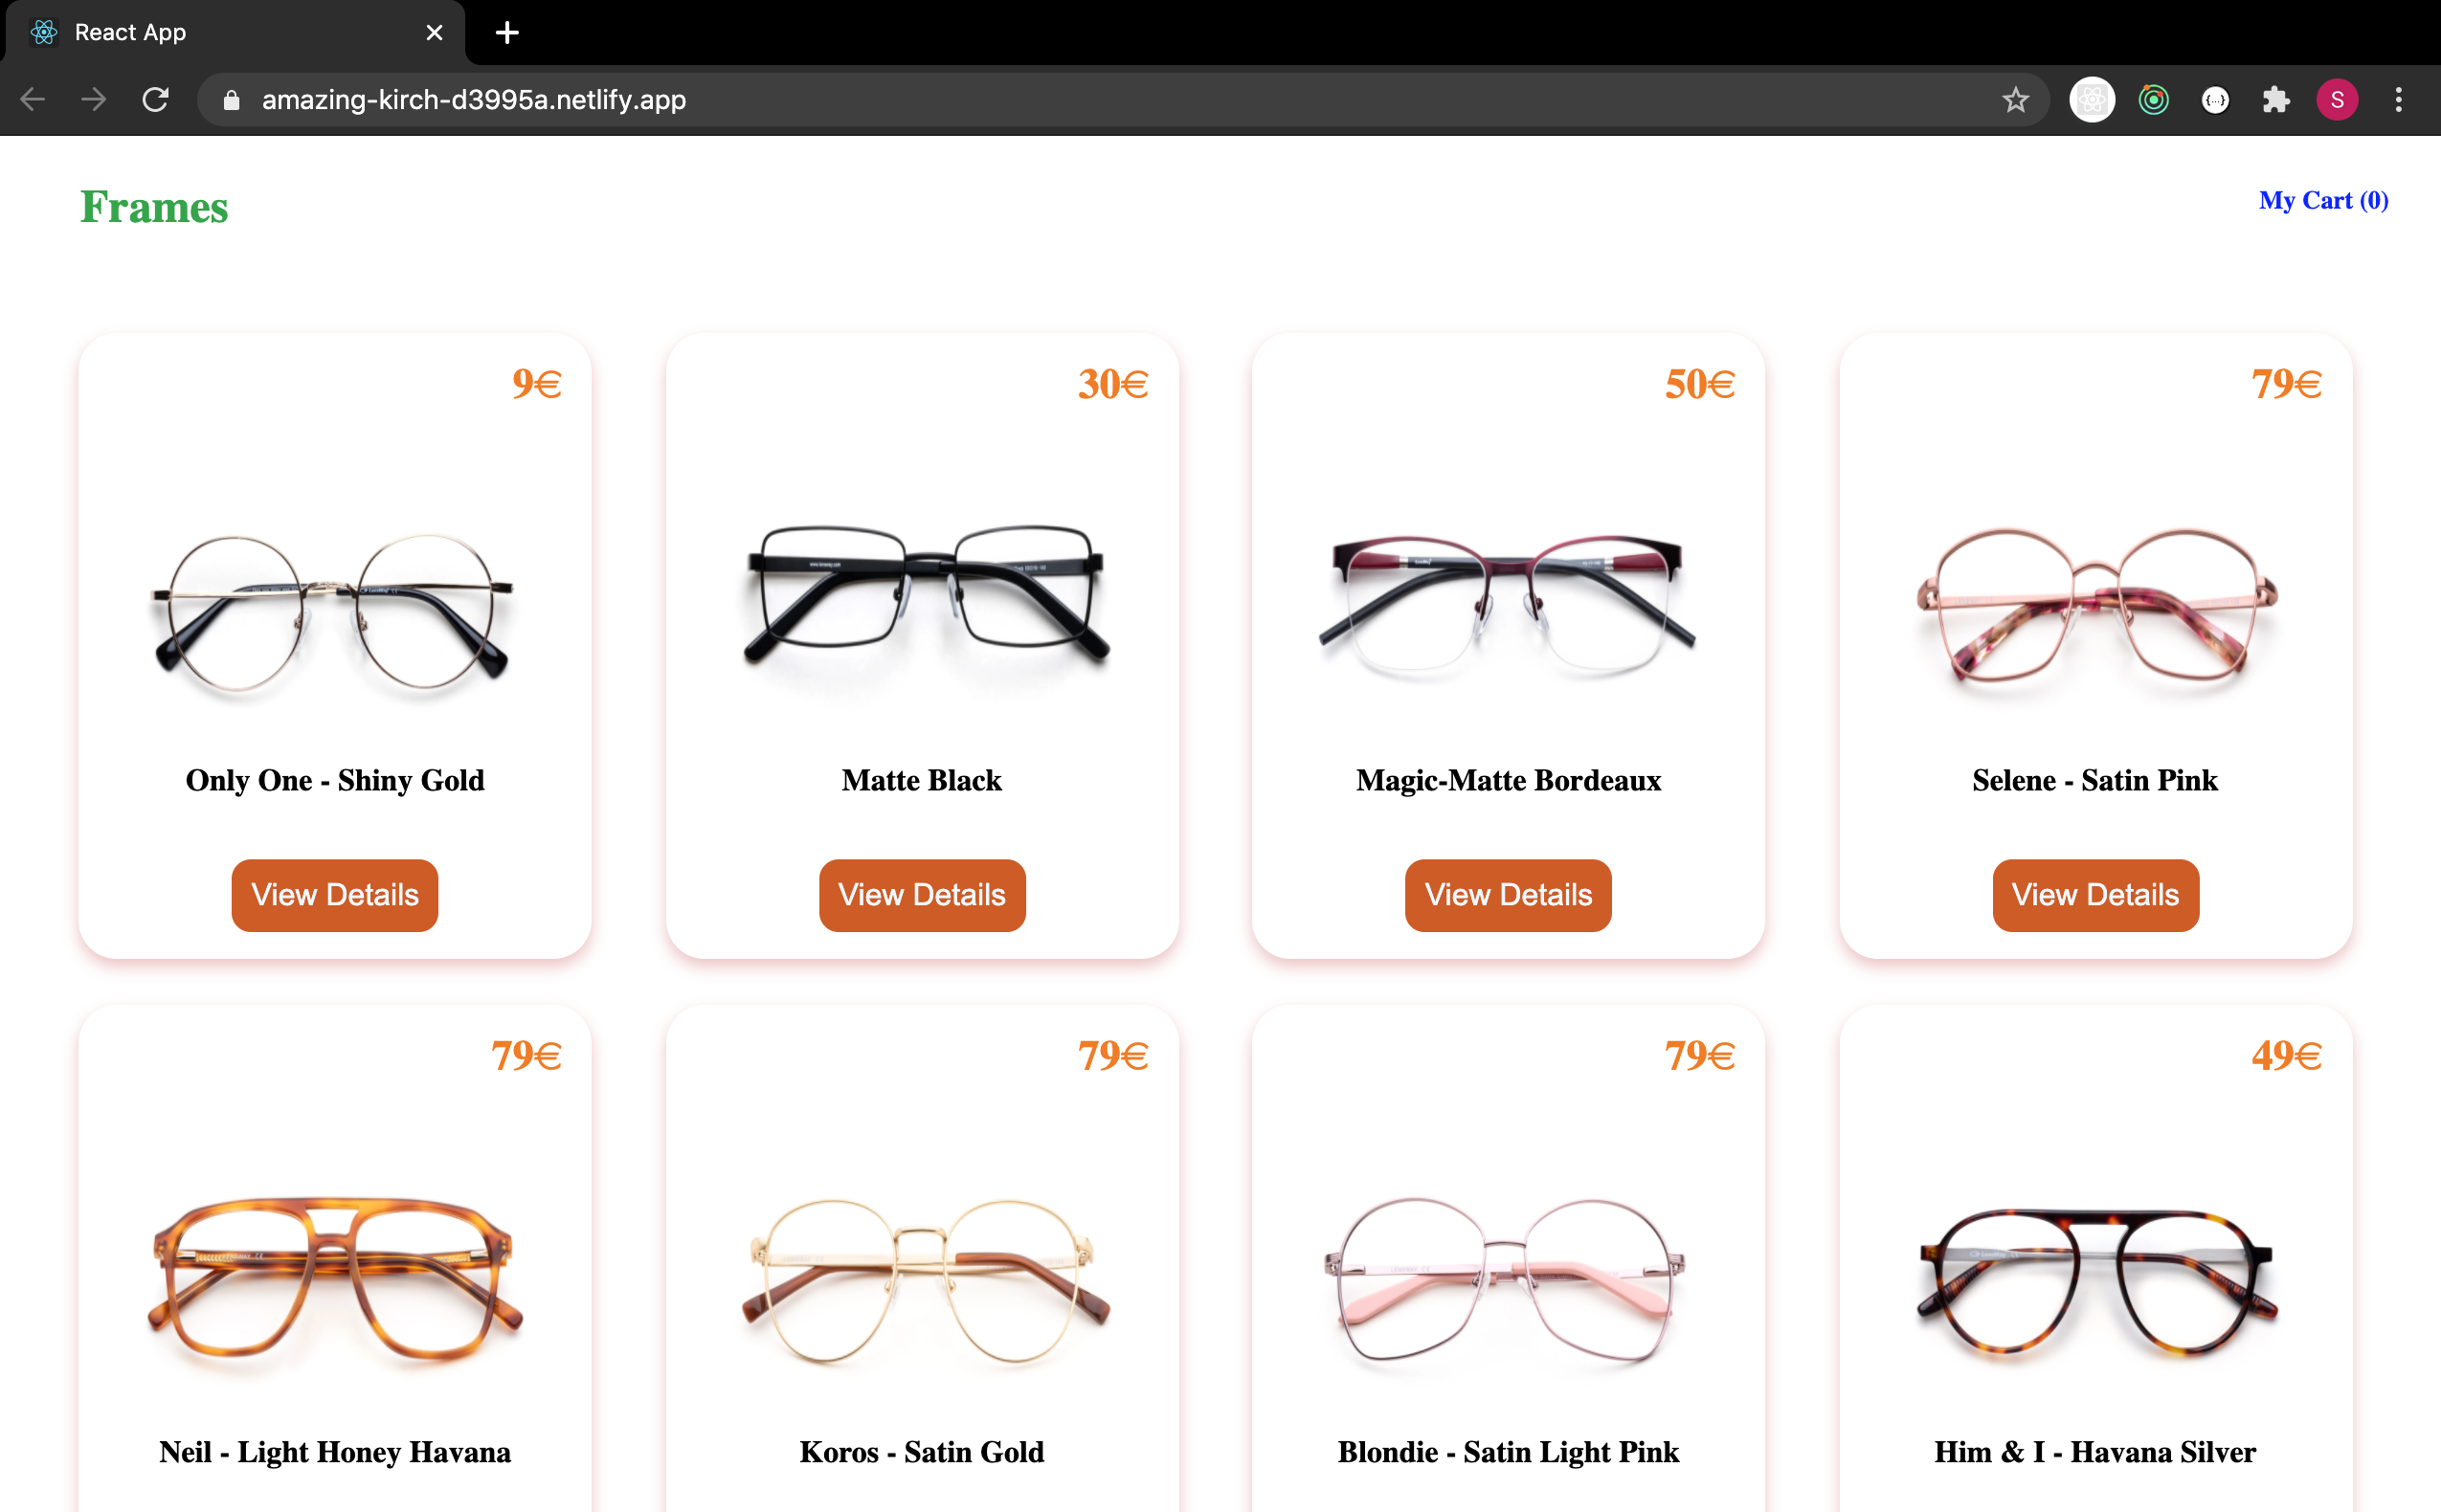 React App
amazing-kirch-d3995a.netlify.app
S
Frames
My Cart (0)
9€
30€
50€
79€
Only One - Shiny Gold
Matte Black
Magic-Matte Bordeaux
Selene - Satin Pink
View Details
View Details
View Details
View Details
79€
79€
79€
49€
Neil - Light Honey Havana
Koros - Satin Gold
Blondie - Satin Light Pink
Him & I - Havana Silver